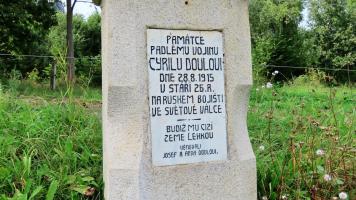 PAMÁTCE
PADLÉMU VOJÍNU
CYRILU DOULOVI
DNE 28.8.1915
V STÁŘÍ 26.R.
NA RUSKÉM BOJIŠTI
VE SVĚTOVÉ VÁLCE
BUDIŽ MU CIZÍ
ZEMĚ LEHKOU
VĚNOVALI
JOSEF A ANNA DOULOVI.